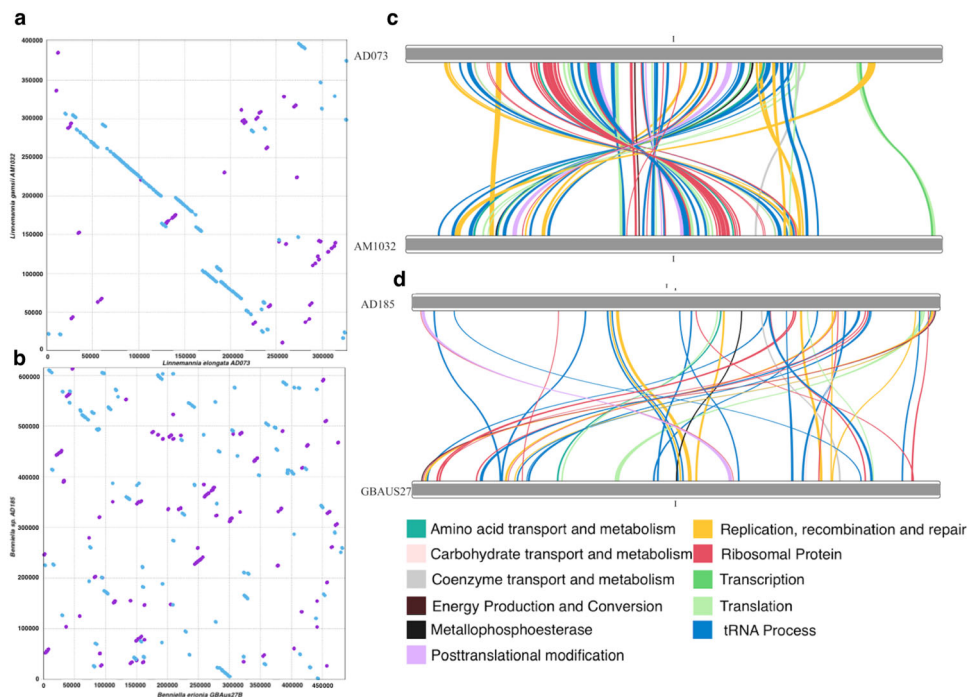 a
400000
350000
300000
250000
200000
150000
100000
50000
0
Linnemannia gamsii AM1032
0 50000 100000 150000 200000 250000 300000
Linnemannia elongata AD073
b
600000
500000
400000
300000
200000
100000
0
Benniella sp. AD185
0 50000 100000 150000 200000 250000 300000 350000 400000 450000
Benniella erionia GBAus27B
c
AD073
AM1032
d
AD185
GBAUS27
Amino acid transport and metabolism
Carbohydrate transport and metabolism
Coenzyme transport and metabolism
Energy Production and Conversion
Metallophosphoesterase
Posttranslational modification
Replication, recombination and repair
Ribosomal Protein
Transcription
Translation
tRNA Process